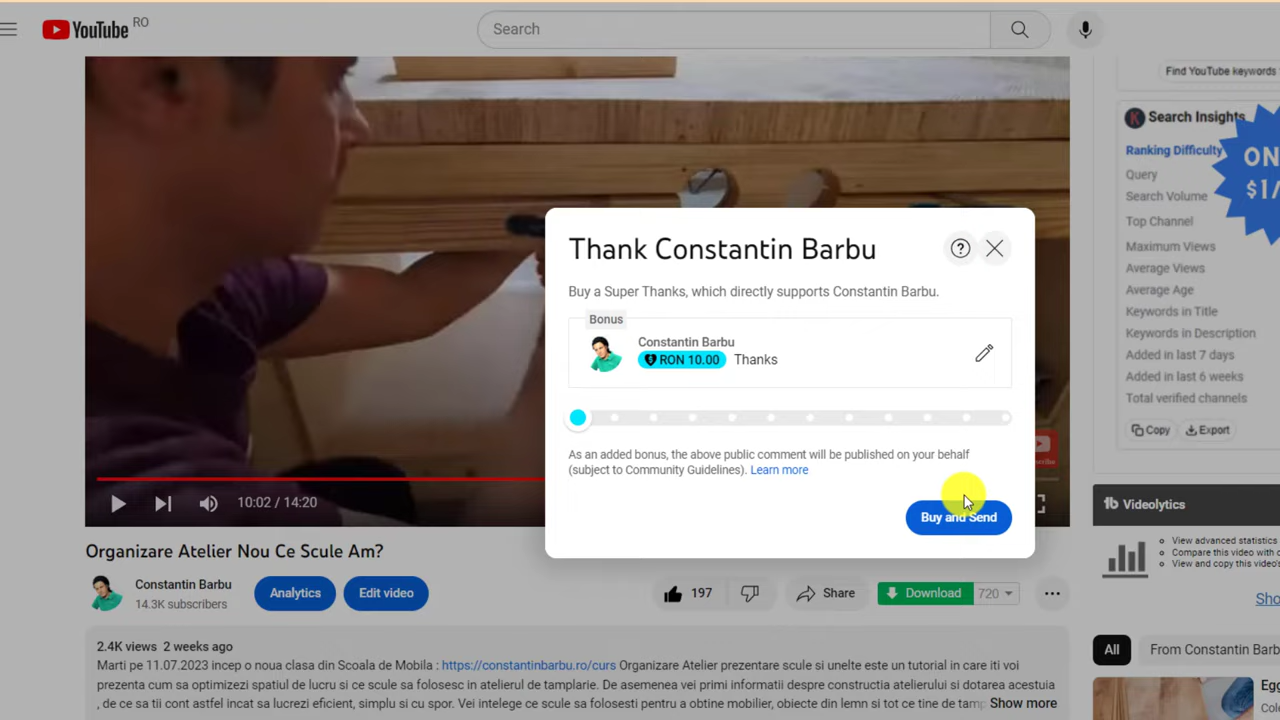 YouTube RO
Search
Find YouTube keywords
Search Insights
Ranking Difficulty
Query
Search Volume
Top Channel
Maximum Views
Average Views
Average Age
Keywords in Title
Keywords in Description
Added in last 7 days
Added in last 6 weeks
Total verified channels
Copy Export
ON
$1/
Thank Constantin Barbu
Buy a Super Thanks, which directly supports Constantin Barbu.
Bonus
Constantin Barbu
RON 10.00 Thanks
As an added bonus, the above public comment will be published on your behalf
(subject to Community Guidelines). Learn more
Buy and Send
10:02 / 14:20
Organizare Atelier Nou Ce Scule Am?
Constantin Barbu
14.3K subscribers
Analytics
Edit video
197
Share
Download 720
2.4K views 2 weeks ago
Marti pe 11.07.2023 incep o noua clasa din Scoala de Mobila : https://constantinbarbu.ro/curs Organizare Atelier prezentare scule si unelte este un tutorial in care iti voi
prezenta cum sa optimizezi spatiul de lucru si ce scule sa folosesc in atelierul de tamplarie. De asemenea vei primi informatii despre constructia atelierului si dotarea acestuia
, de ce sa tii cont astfel incat sa lucrezi eficient, simplu si cu spor. Vei intelege ce scule sa folosesti pentru a obtine mobilier, obiecte din lemn si tot ce tine de tamp Show more
Videolytics
View advanced statistics
Compare this video with
View and copy this video's
Sho
All
From Constantin Barb
Egg
Colo